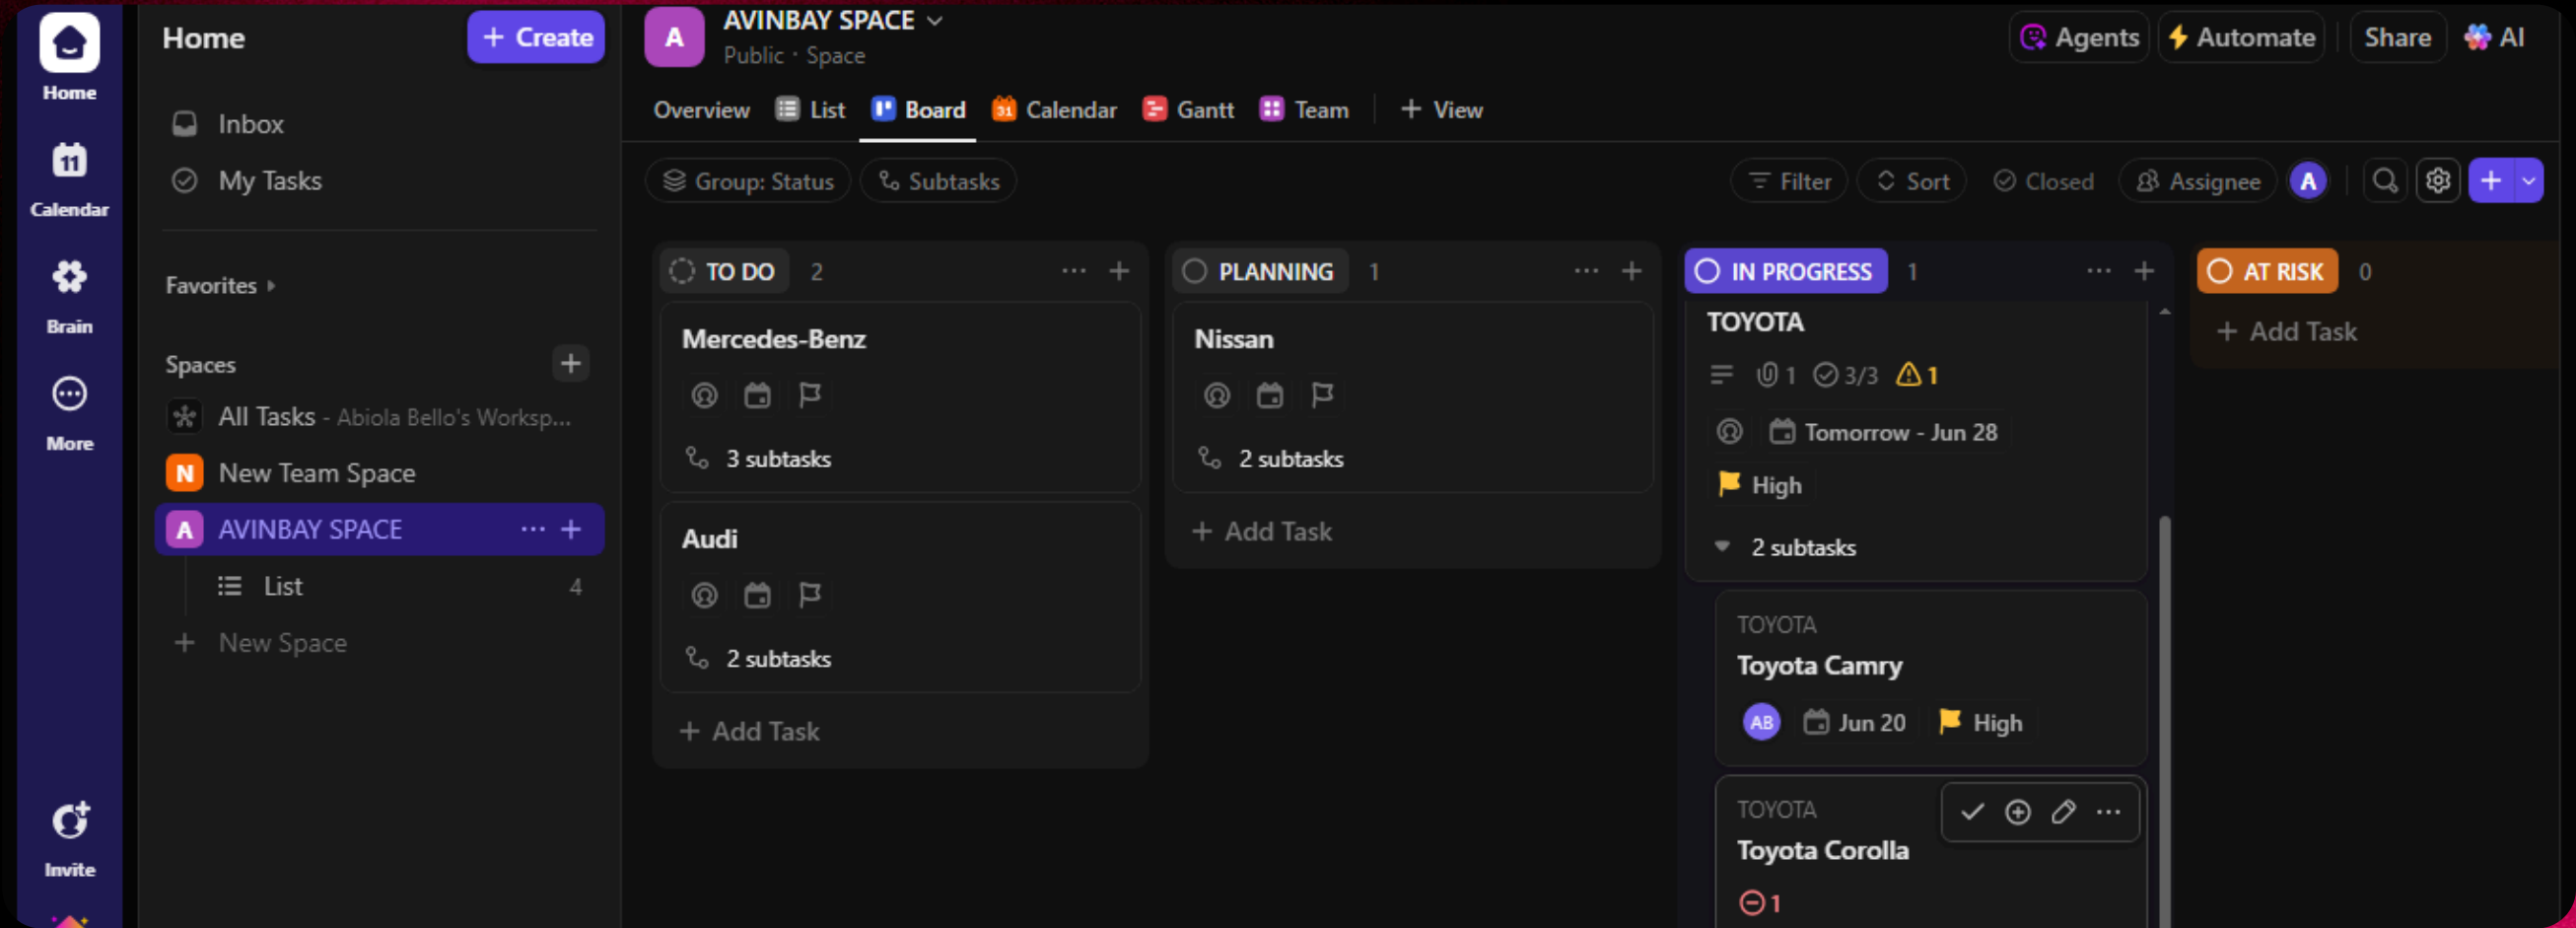 Home
11
Calendar
Brain
More
Invite
Home
+ Create
Inbox
My Tasks
Favorites
Spaces
All Tasks - Abiola Bello's Worksp...
N New Team Space
A AVINBAY SPACE
List 4
+ New Space
A
AVINBAY SPACE
Public · Space
Agents
Automate
Share
AI
Overview
List
Board
31 Calendar
Gantt
Team
+ View
Group: Status
Subtasks
Filter
Sort
Closed
Assignee
A
TO DO 2
Mercedes-Benz
3 subtasks
Audi
2 subtasks
+ Add Task
PLANNING 1
Nissan
2 subtasks
+ Add Task
IN PROGRESS 1
TOYOTA
1 3/3 1
Tomorrow - Jun 28
High
2 subtasks
TOYOTA
Toyota Camry
AB Jun 20 High
TOYOTA
Toyota Corolla
1
AT RISK 0
+ Add Task